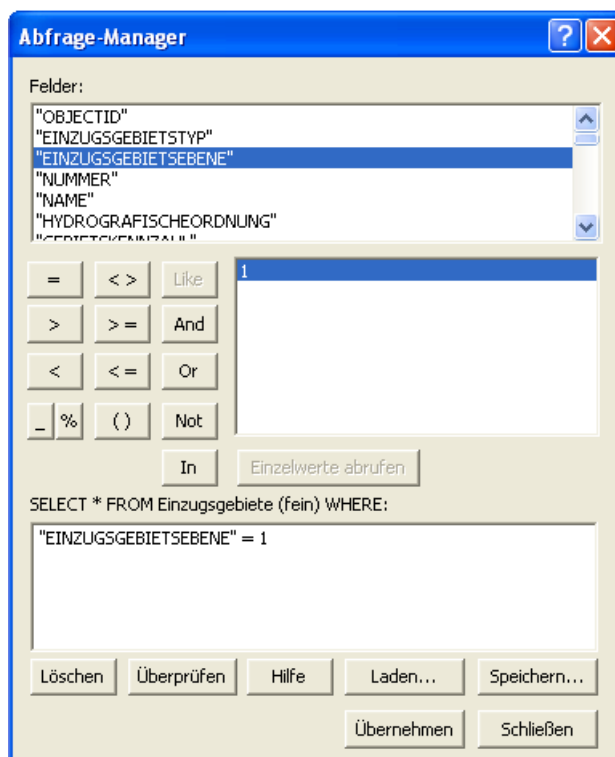 Abfrage-Manager
Felder:
"OBJECTID"
"EINZUGSGEBIETSTYP"
"EINZUGSGEBIETSEBENE"
"NUMMER"
"NAME"
"HYDROGRAFISCHEORDNUNG"
"GEBIETSKENNZAHL"
= < > Like
> > = And
< < = Or
_ % ( ) Not
In
1
Einzelwerte abrufen
SELECT * FROM Einzugsgebiete (fein) WHERE:
"EINZUGSGEBIETSEBENE" = 1
Löschen Überprüfen Hilfe Laden... Speichern...
Übernehmen Schließen